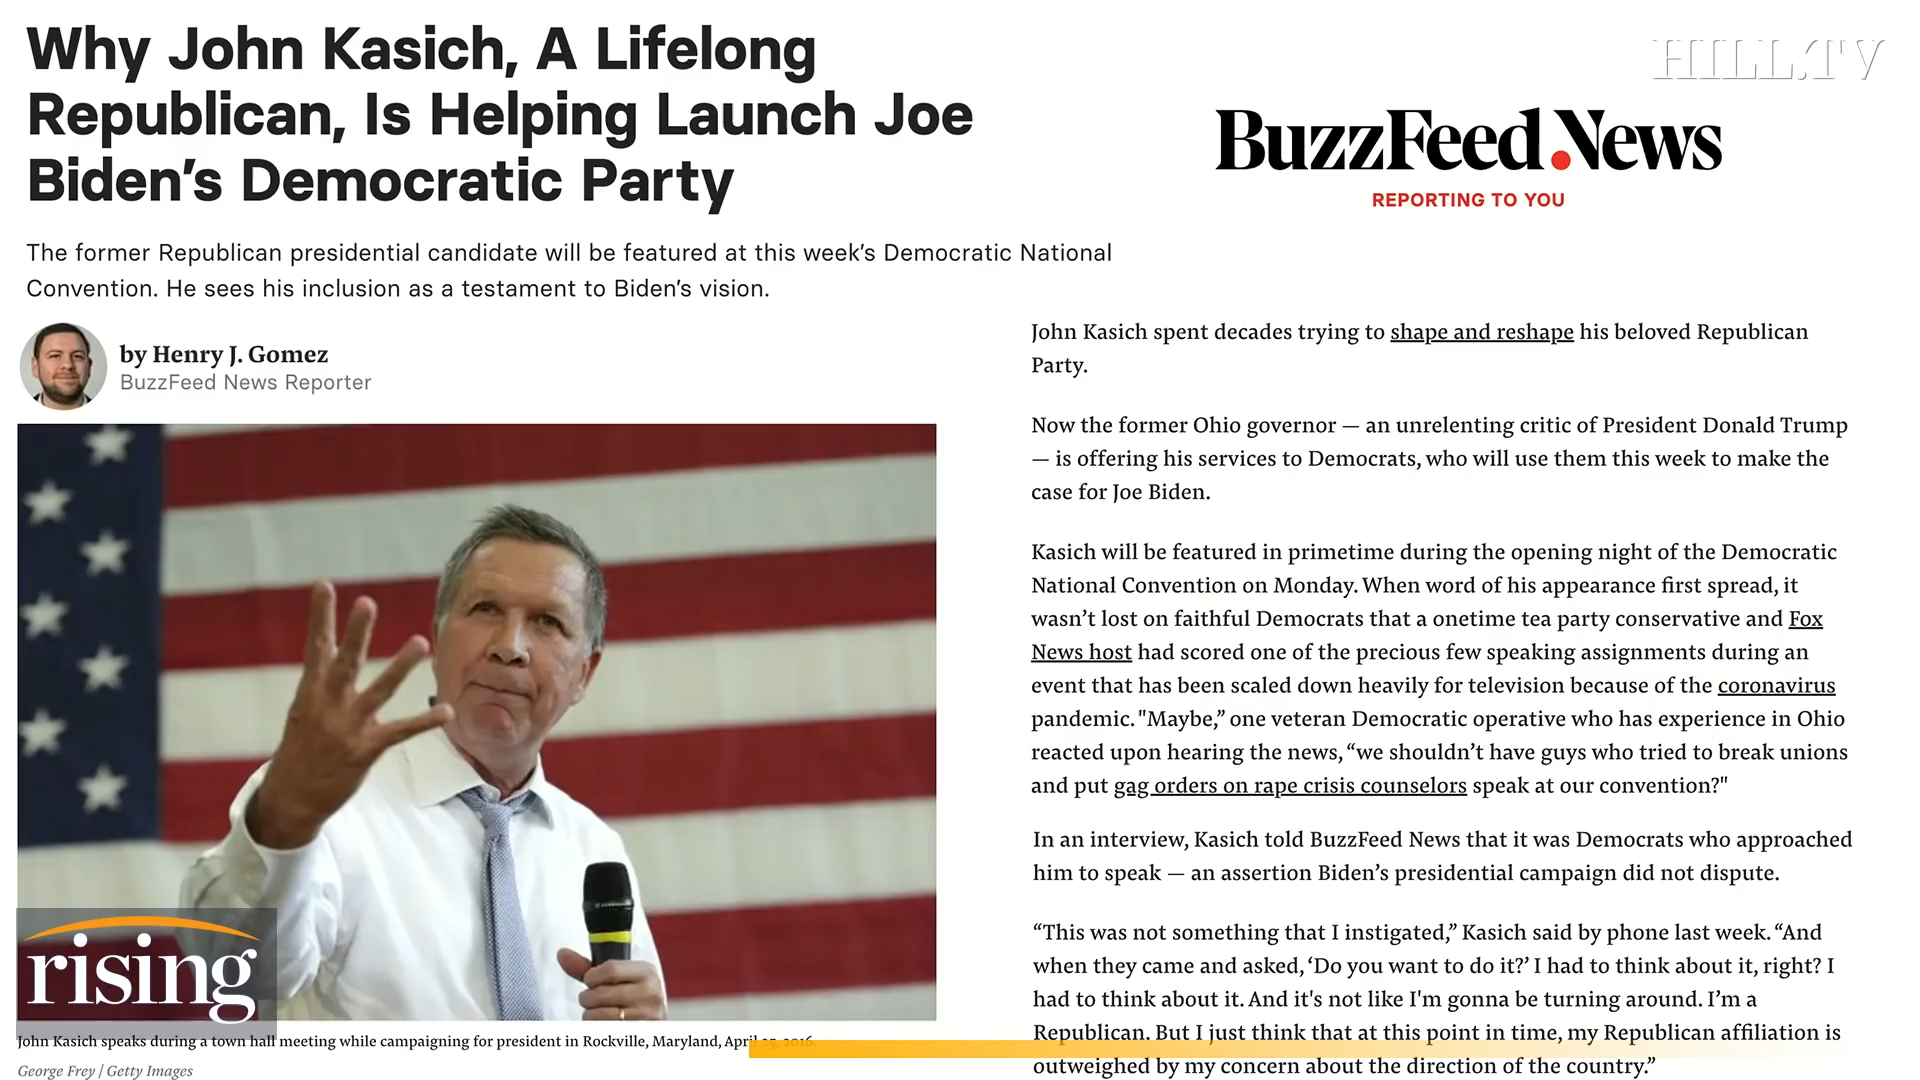 Why John Kasich, A Lifelong
Republican, Is Helping Launch Joe
Biden’s Democratic Party
The former Republican presidential candidate will be featured at this week’s Democratic National
Convention. He sees his inclusion as a testament to Biden’s vision.
by Henry J. Gomez
BuzzFeed News Reporter
rising
John Kasich speaks during a town hall meeting while campaigning for president in Rockville, Maryland, April 25, 2016.
George Frey / Getty Images
HILL.TV
BuzzFeed News
REPORTING TO YOU
John Kasich spent decades trying to shape and reshape his beloved Republican
Party.
Now the former Ohio governor — an unrelenting critic of President Donald Trump
— is offering his services to Democrats, who will use them this week to make the
case for Joe Biden.
Kasich will be featured in primetime during the opening night of the Democratic
National Convention on Monday. When word of his appearance first spread, it
wasn’t lost on faithful Democrats that a onetime tea party conservative and Fox
News host had scored one of the precious few speaking assignments during an
event that has been scaled down heavily for television because of the coronavirus
pandemic. "Maybe,” one veteran Democratic operative who has experience in Ohio
reacted upon hearing the news, “we shouldn’t have guys who tried to break unions
and put gag orders on rape crisis counselors speak at our convention?"
In an interview, Kasich told BuzzFeed News that it was Democrats who approached
him to speak — an assertion Biden’s presidential campaign did not dispute.
“This was not something that I instigated,” Kasich said by phone last week. “And
when they came and asked, ‘Do you want to do it?’ I had to think about it, right? I
had to think about it. And it's not like I'm gonna be turning around. I’m a
Republican. But I just think that at this point in time, my Republican affiliation is
outweighed by my concern about the direction of the country.”